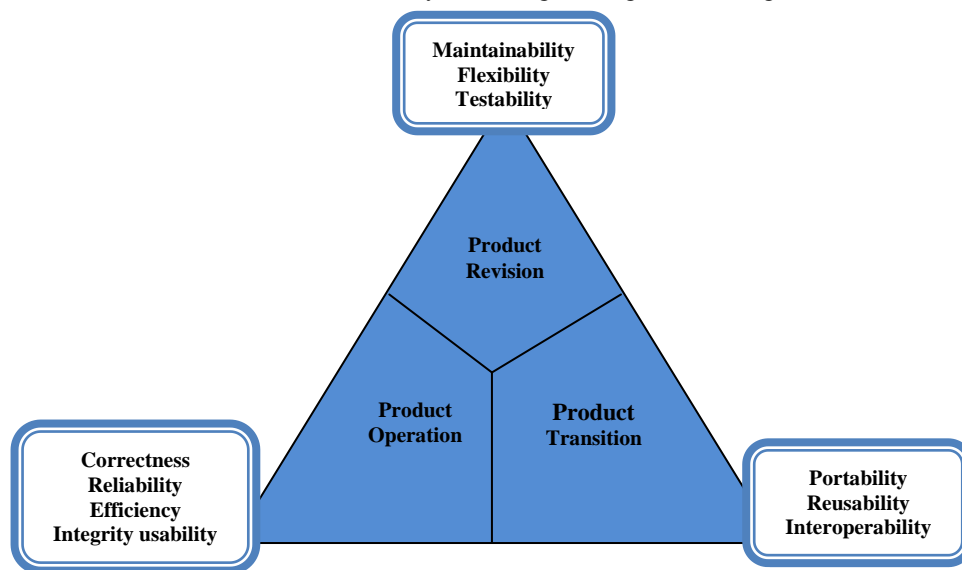 Maintainability
Flexibility
Testability
Product
Revision
Product
Operation
Product
Transition
Correctness
Reliability
Efficiency
Integrity usability
Portability
Reusability
Interoperability